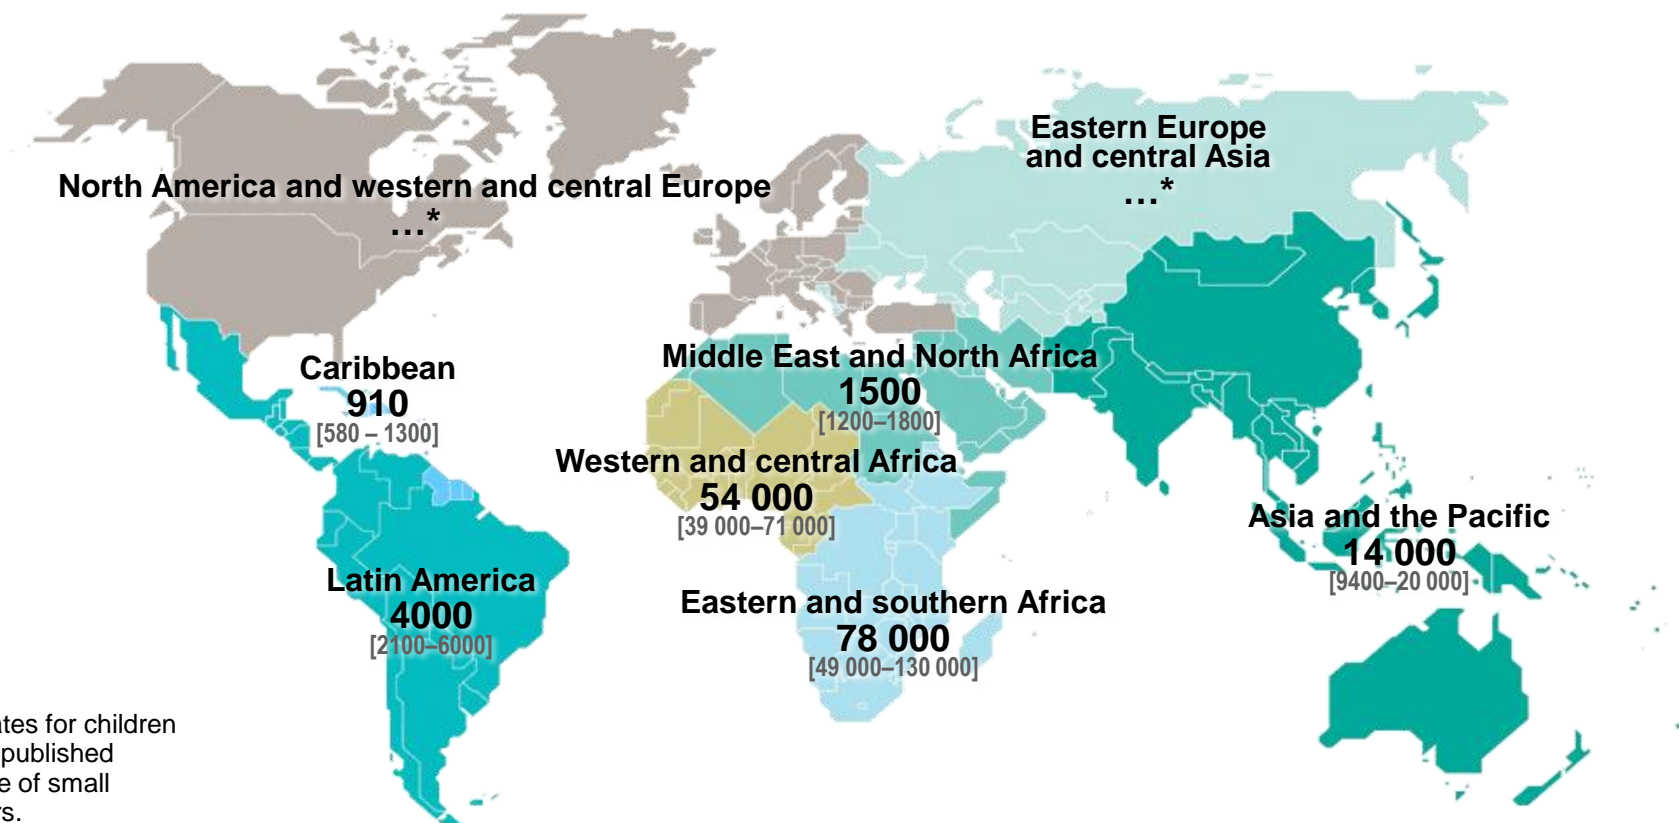 Eastern Europe
and central Asia
...*
North America and western and central Europe
...*
Middle East and North Africa
1500
[1200–1800]
Caribbean
910
[580 – 1300]
Western and central Africa
54 000
[39 000–71 000]
Asia and the Pacific
14 000
[9400–20 000]
Latin America
4000
[2100–6000]
Eastern and southern Africa
78 000
[49 000–130 000]
for children
published
of small